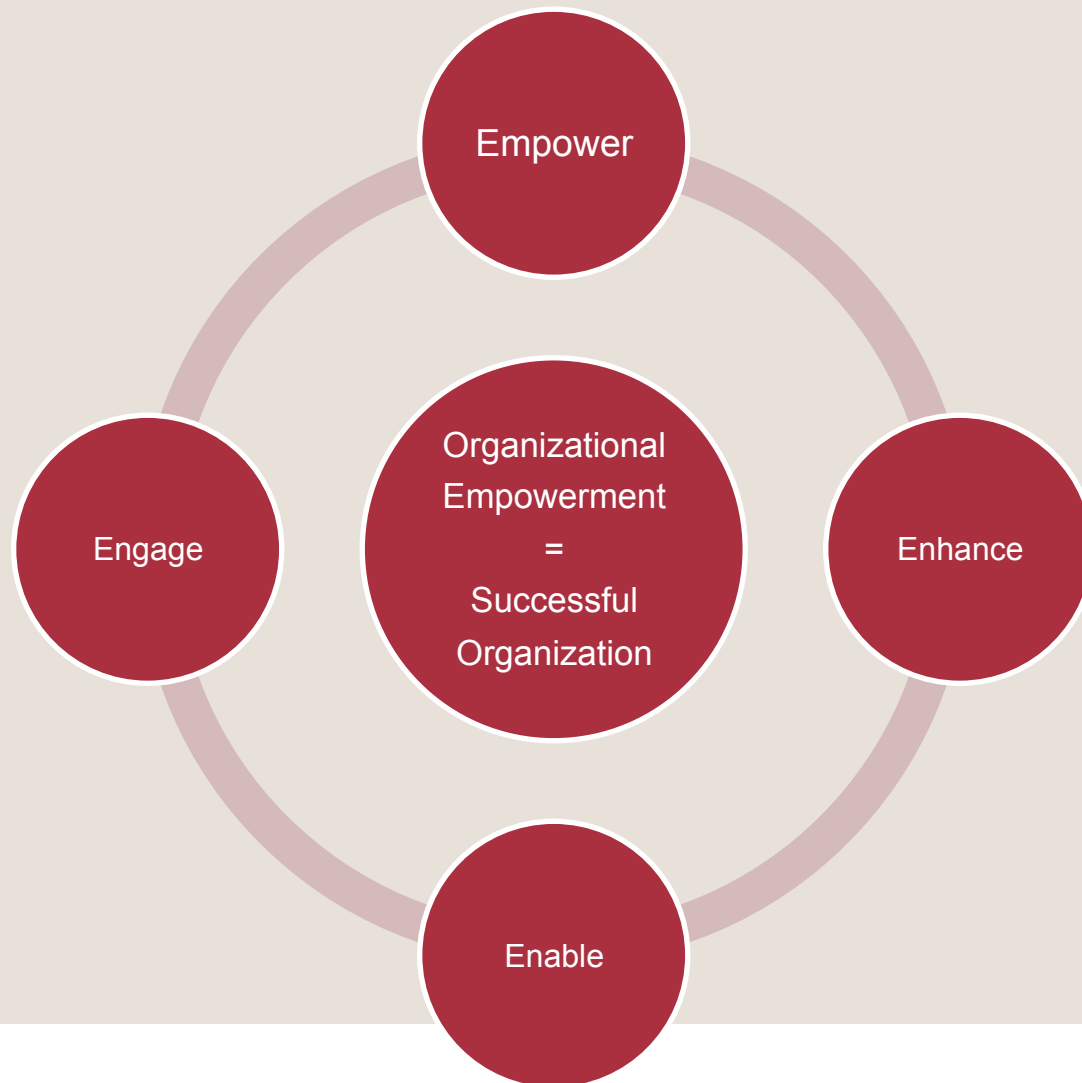 Empower
Organizational
Empowerment
=
Successful
Organization
Engage
Enhance
Enable